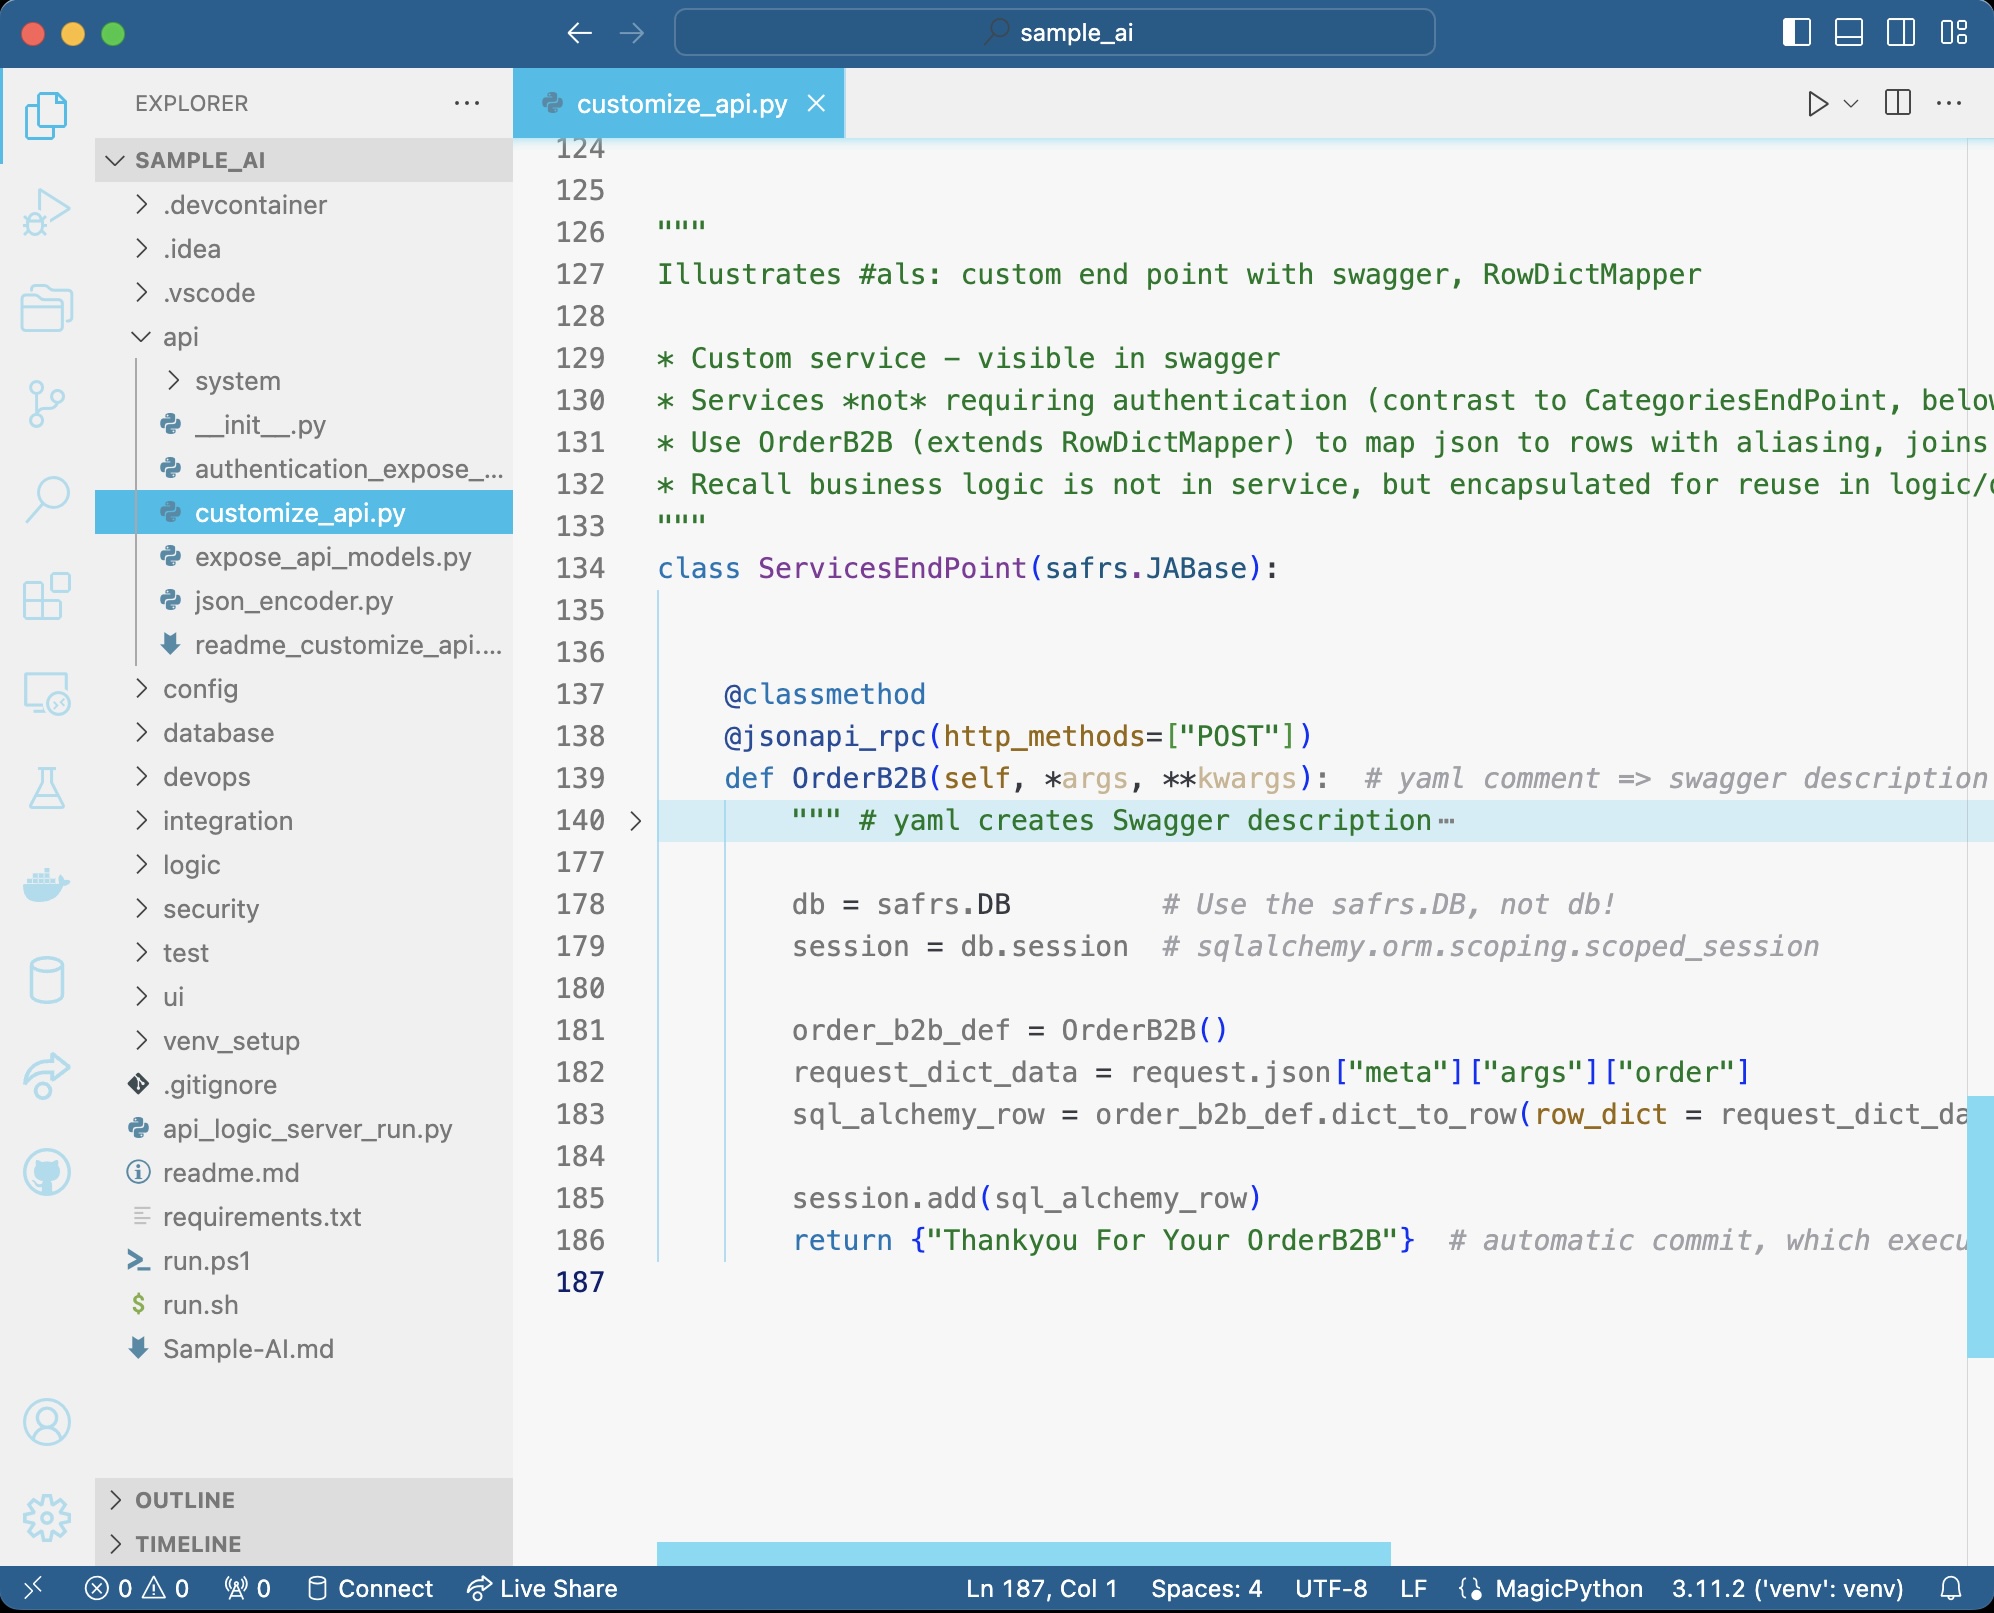 sample_ai
EXPLORER
customize_api.py
SAMPLE_AI
.devcontainer
.idea
.vscode
api
system
__init__.py
authentication_expose_...
customize_api.py
expose_api_models.py
json_encoder.py
readme_customize_api....
config
database
devops
integration
logic
security
test
ui
venv_setup
.gitignore
api_logic_server_run.py
readme.md
requirements.txt
run.ps1
$ run.sh
Sample-AI.md
OUTLINE
TIMELINE
124
125
126 """
127 Illustrates #als: custom end point with swagger, RowDictMapper
128
129 * Custom service – visible in swagger
130 * Services *not* requiring authentication (contrast to CategoriesEndPoint, below
131 * Use OrderB2B (extends RowDictMapper) to map json to rows with aliasing, joins
132 * Recall business logic is not in service, but encapsulated for reuse in logic/
133 """
134 class ServicesEndPoint(safrs.JABase):
135
136
137 @classmethod
138 @jsonapi_rpc(http_methods=["POST"])
139 def OrderB2B(self, *args, **kwargs):  # yaml comment => swagger description
140 """ # yaml creates Swagger description…
177
178 db = safrs.DB         # Use the safrs.DB, not db!
179 session = db.session  # sqlalchemy.orm.scoping.scoped_session
180
181 order_b2b_def = OrderB2B()
182 request_dict_data = request.json["meta"]["args"]["order"]
183 sql_alchemy_row = order_b2b_def.dict_to_row(row_dict = request_dict_da
184
185 session.add(sql_alchemy_row)
186 return {"Thankyou For Your OrderB2B"}  # automatic commit, which execu
187
0 0 0 Connect Live Share Ln 187, Col 1 Spaces: 4 UTF-8 LF MagicPython 3.11.2 ('venv': venv)